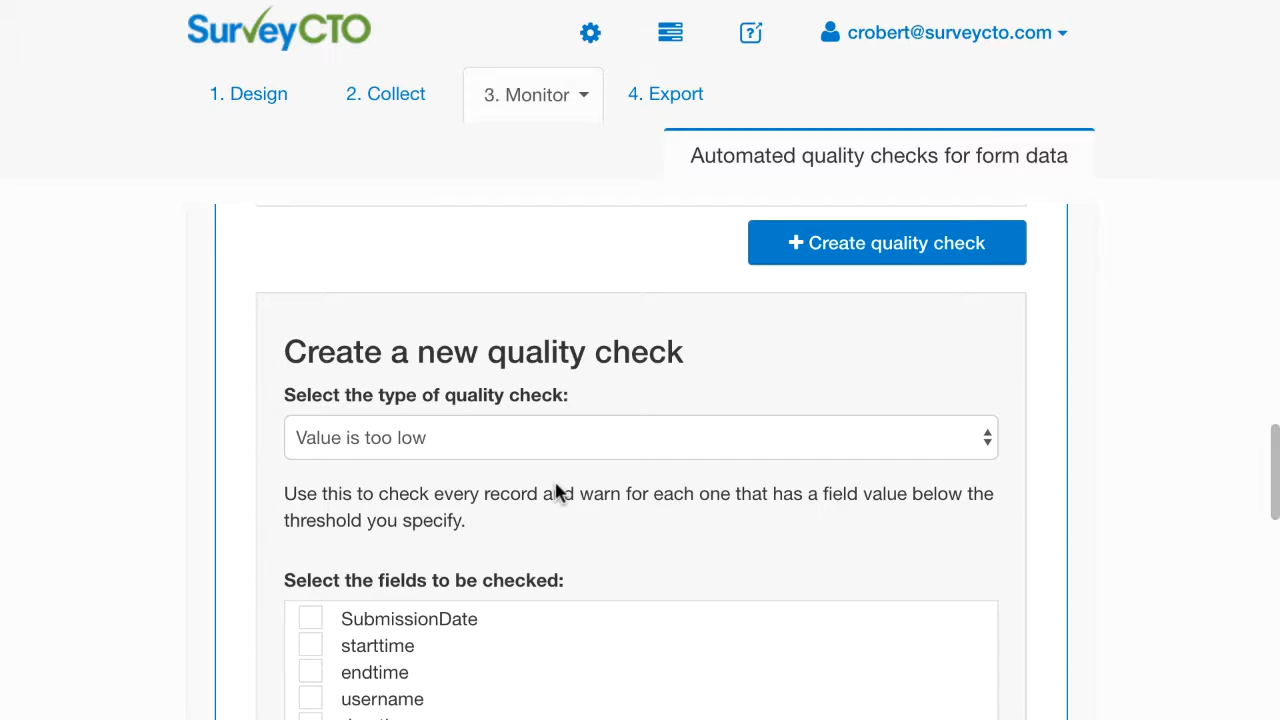 SurveyCTO
crobert@surveycto.com
1. Design
2. Collect
3. Monitor
4. Export
Automated quality checks for form data
+ Create quality check
Create a new quality check
Select the type of quality check:
Value is too low
Use this to check every record and warn for each one that has a field value below the
threshold you specify.
Select the fields to be checked:
SubmissionDate
starttime
endtime
username